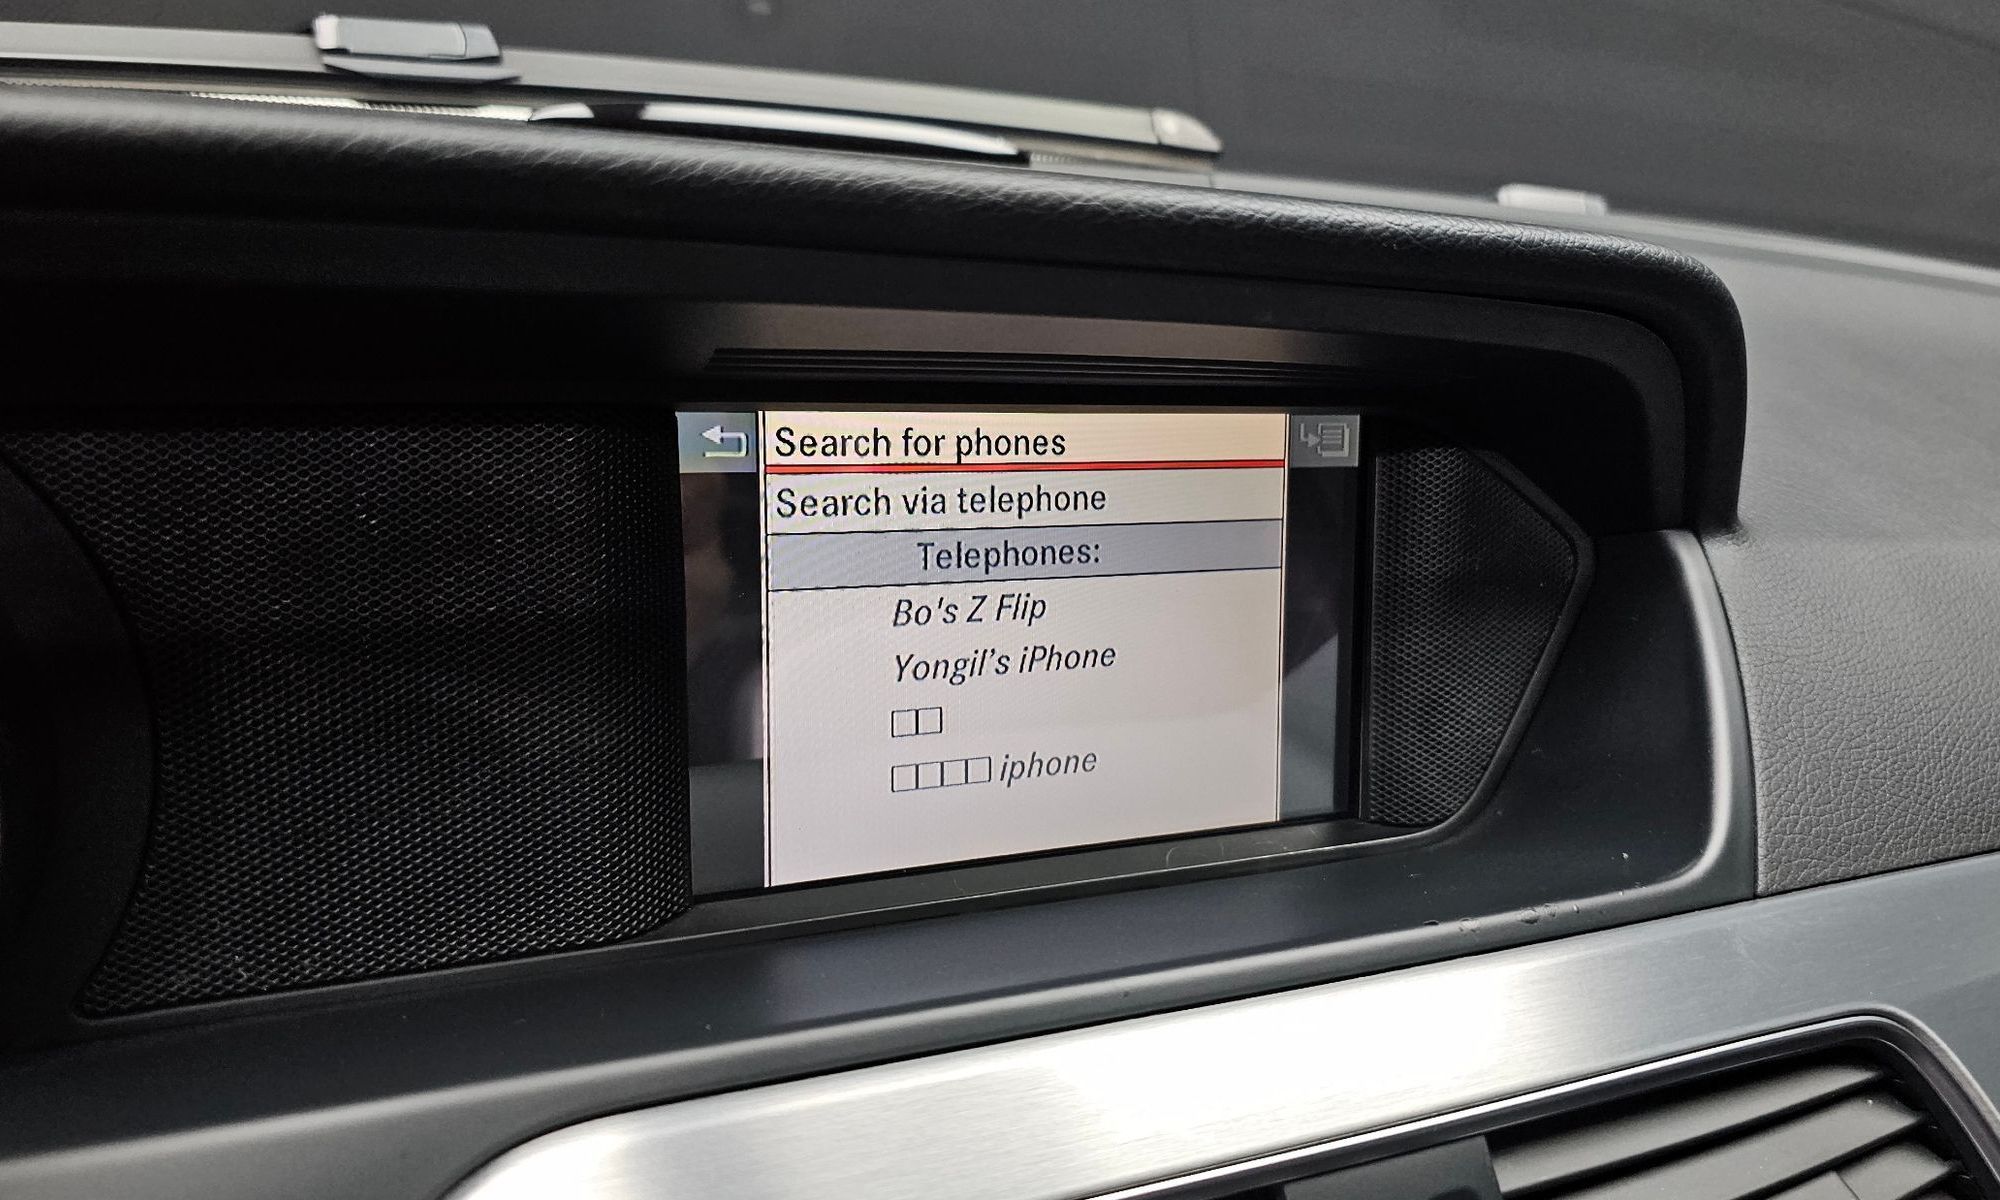 Search for phones
Search via telephone
Telephones:
Bo's Z Flip
Yongil’s iPhone
□□
□□□□ iphone